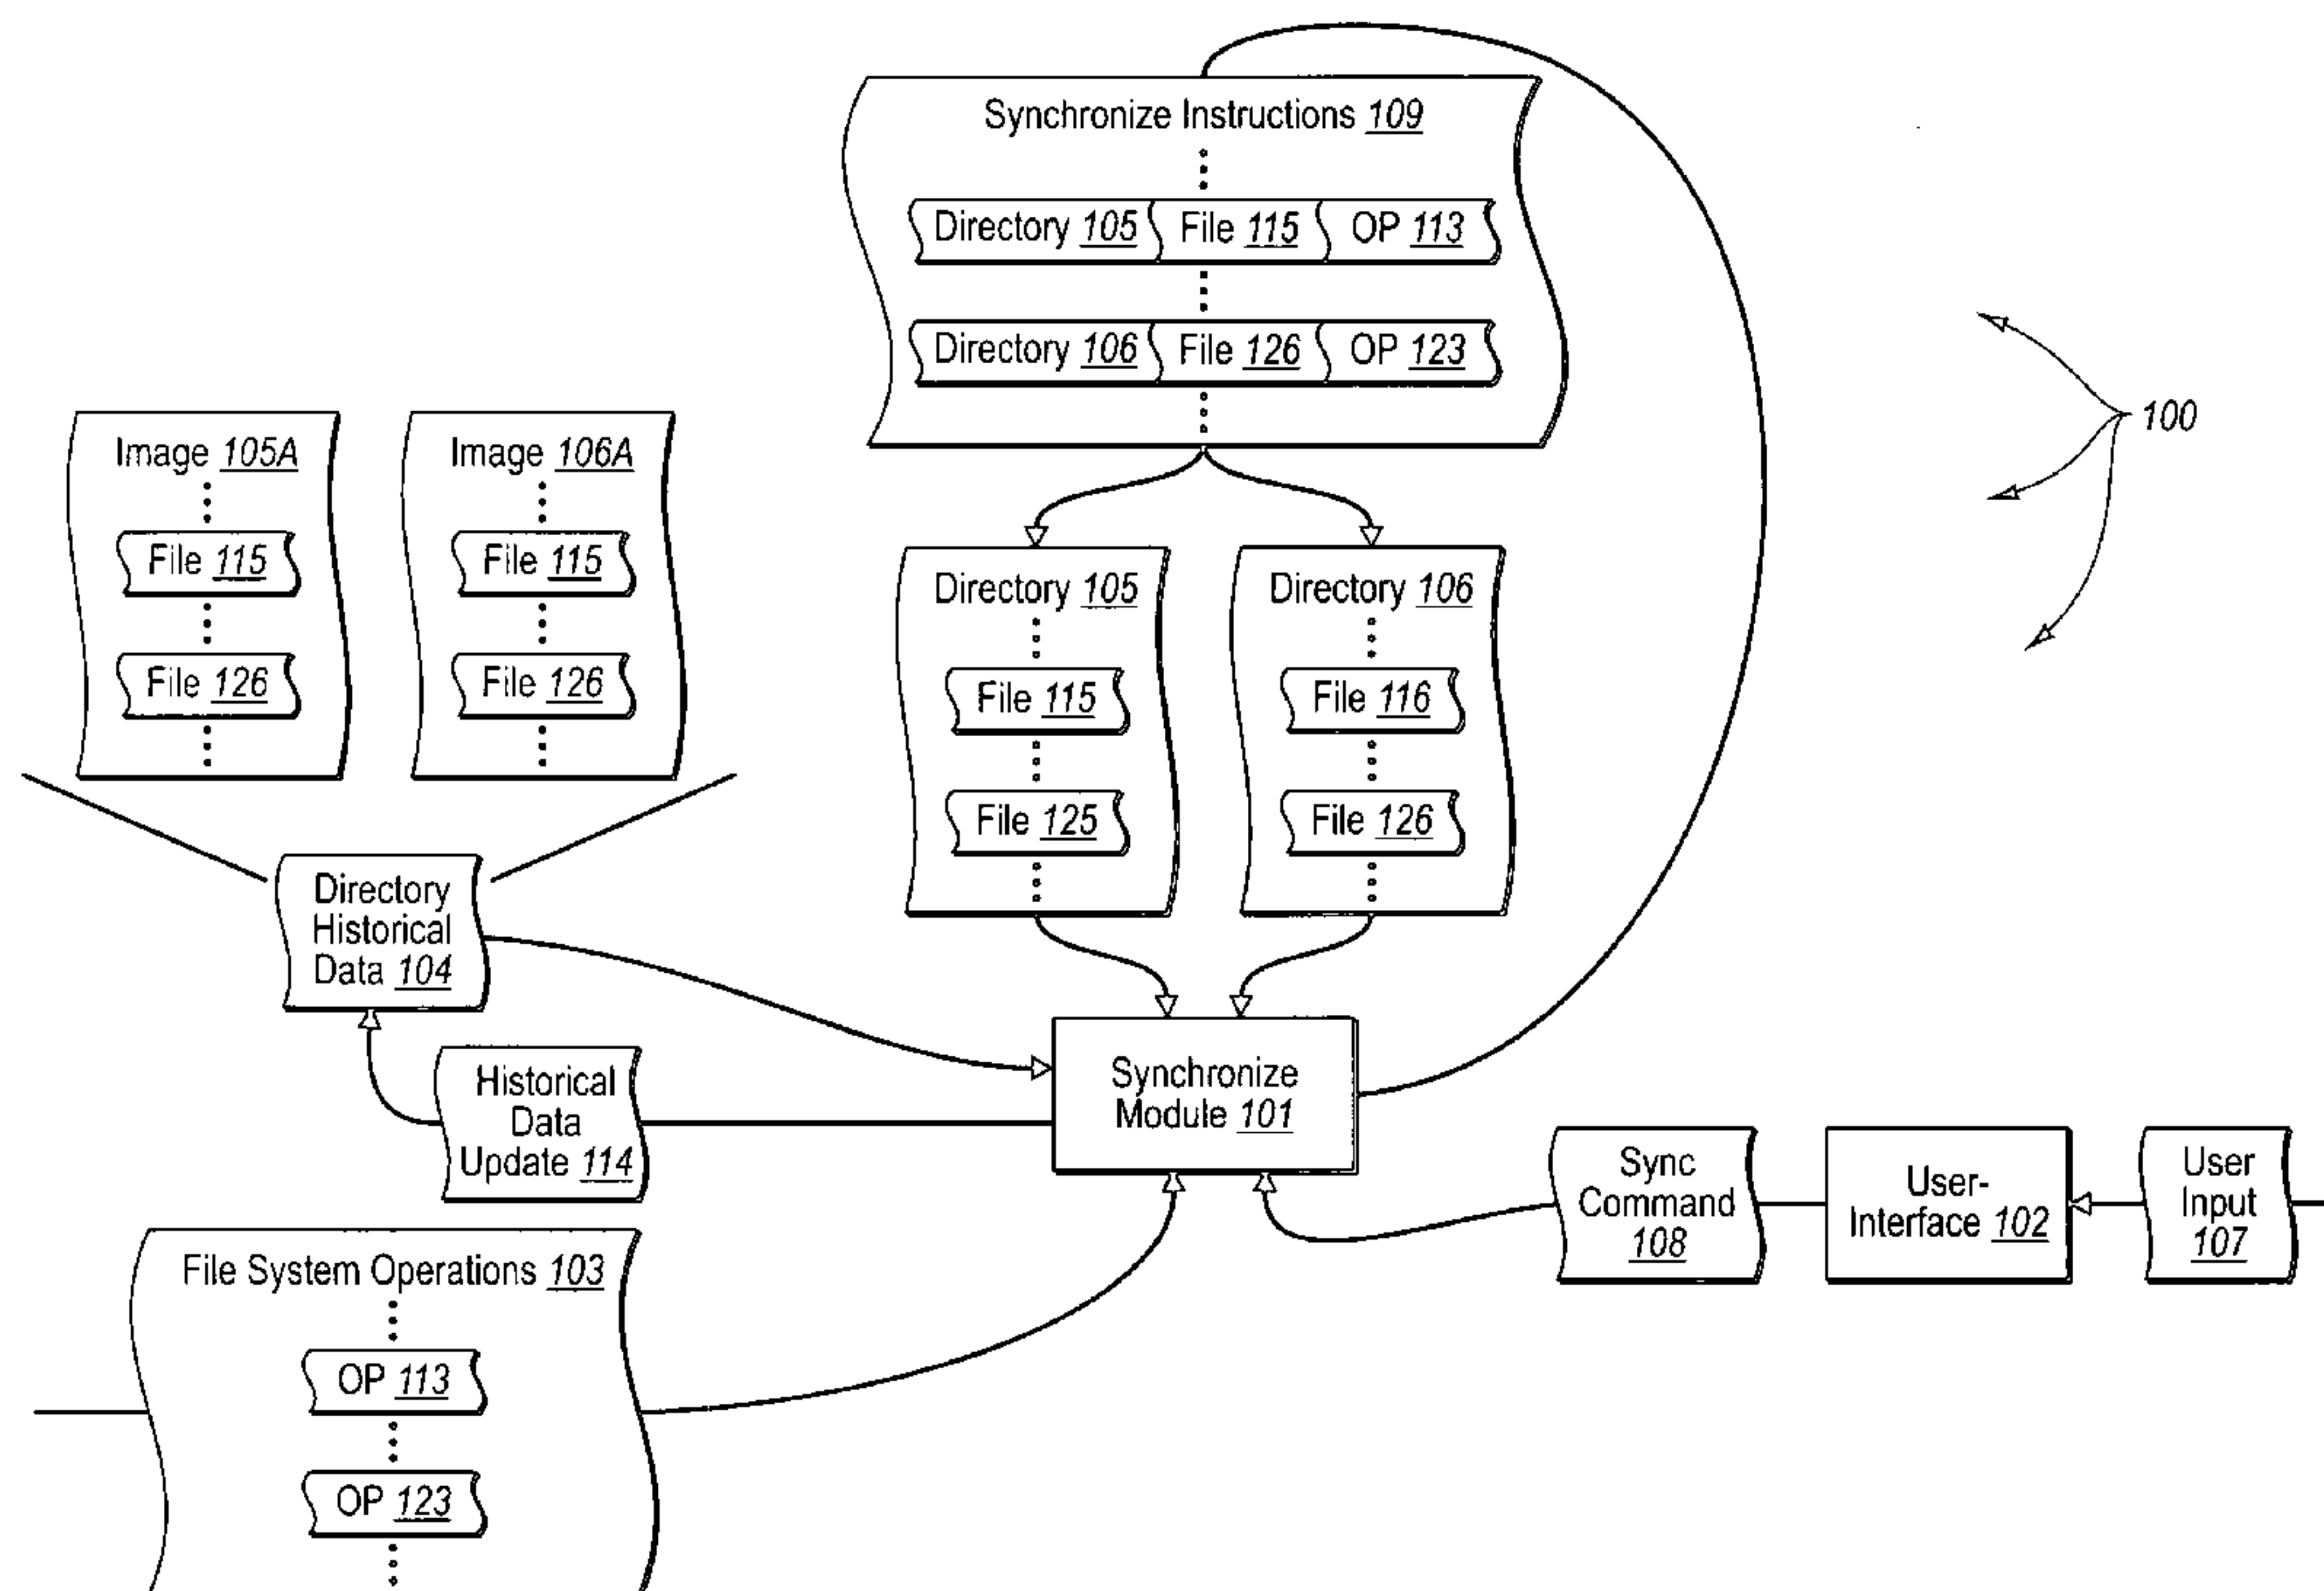 Synchronize Instructions 109
Directory 105 File 115 OP 113
Directory 106 File 126 OP 123
100
Image 105A
File 115
File 126
Image 106A
File 115
File 126
Directory 105
File 115
File 125
Directory 106
File 116
File 126
Directory
Historical
Data 104
Historical
Data
Update 114
Synchronize
Module 101
Sync
Command
108
User-
Interface 102
User
Input
107
File System Operations 103
OP 113
OP 123